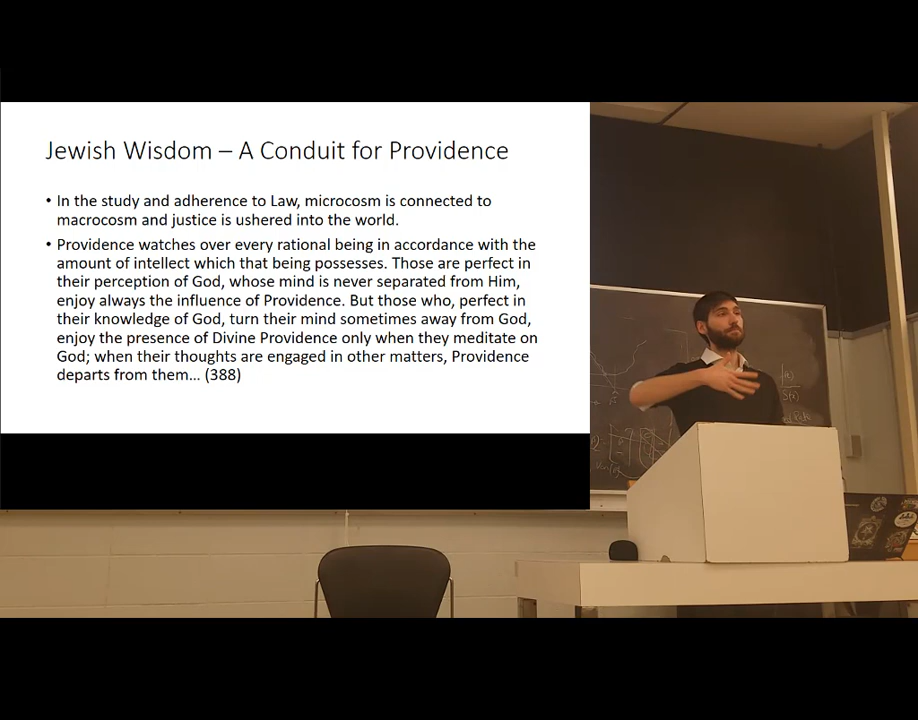 Jewish Wisdom – A Conduit for Providence
• In the study and adherence to Law, microcosm is connected to
macrocosm and justice is ushered into the world.
• Providence watches over every rational being in accordance with the
amount of intellect which that being possesses. Those are perfect in
their perception of God, whose mind is never separated from Him,
enjoy always the influence of Providence. But those who, perfect in
their knowledge of God, turn their mind sometimes away from God,
enjoy the presence of Divine Providence only when they meditate on
God; when their thoughts are engaged in other matters, Providence
departs from them... (388)